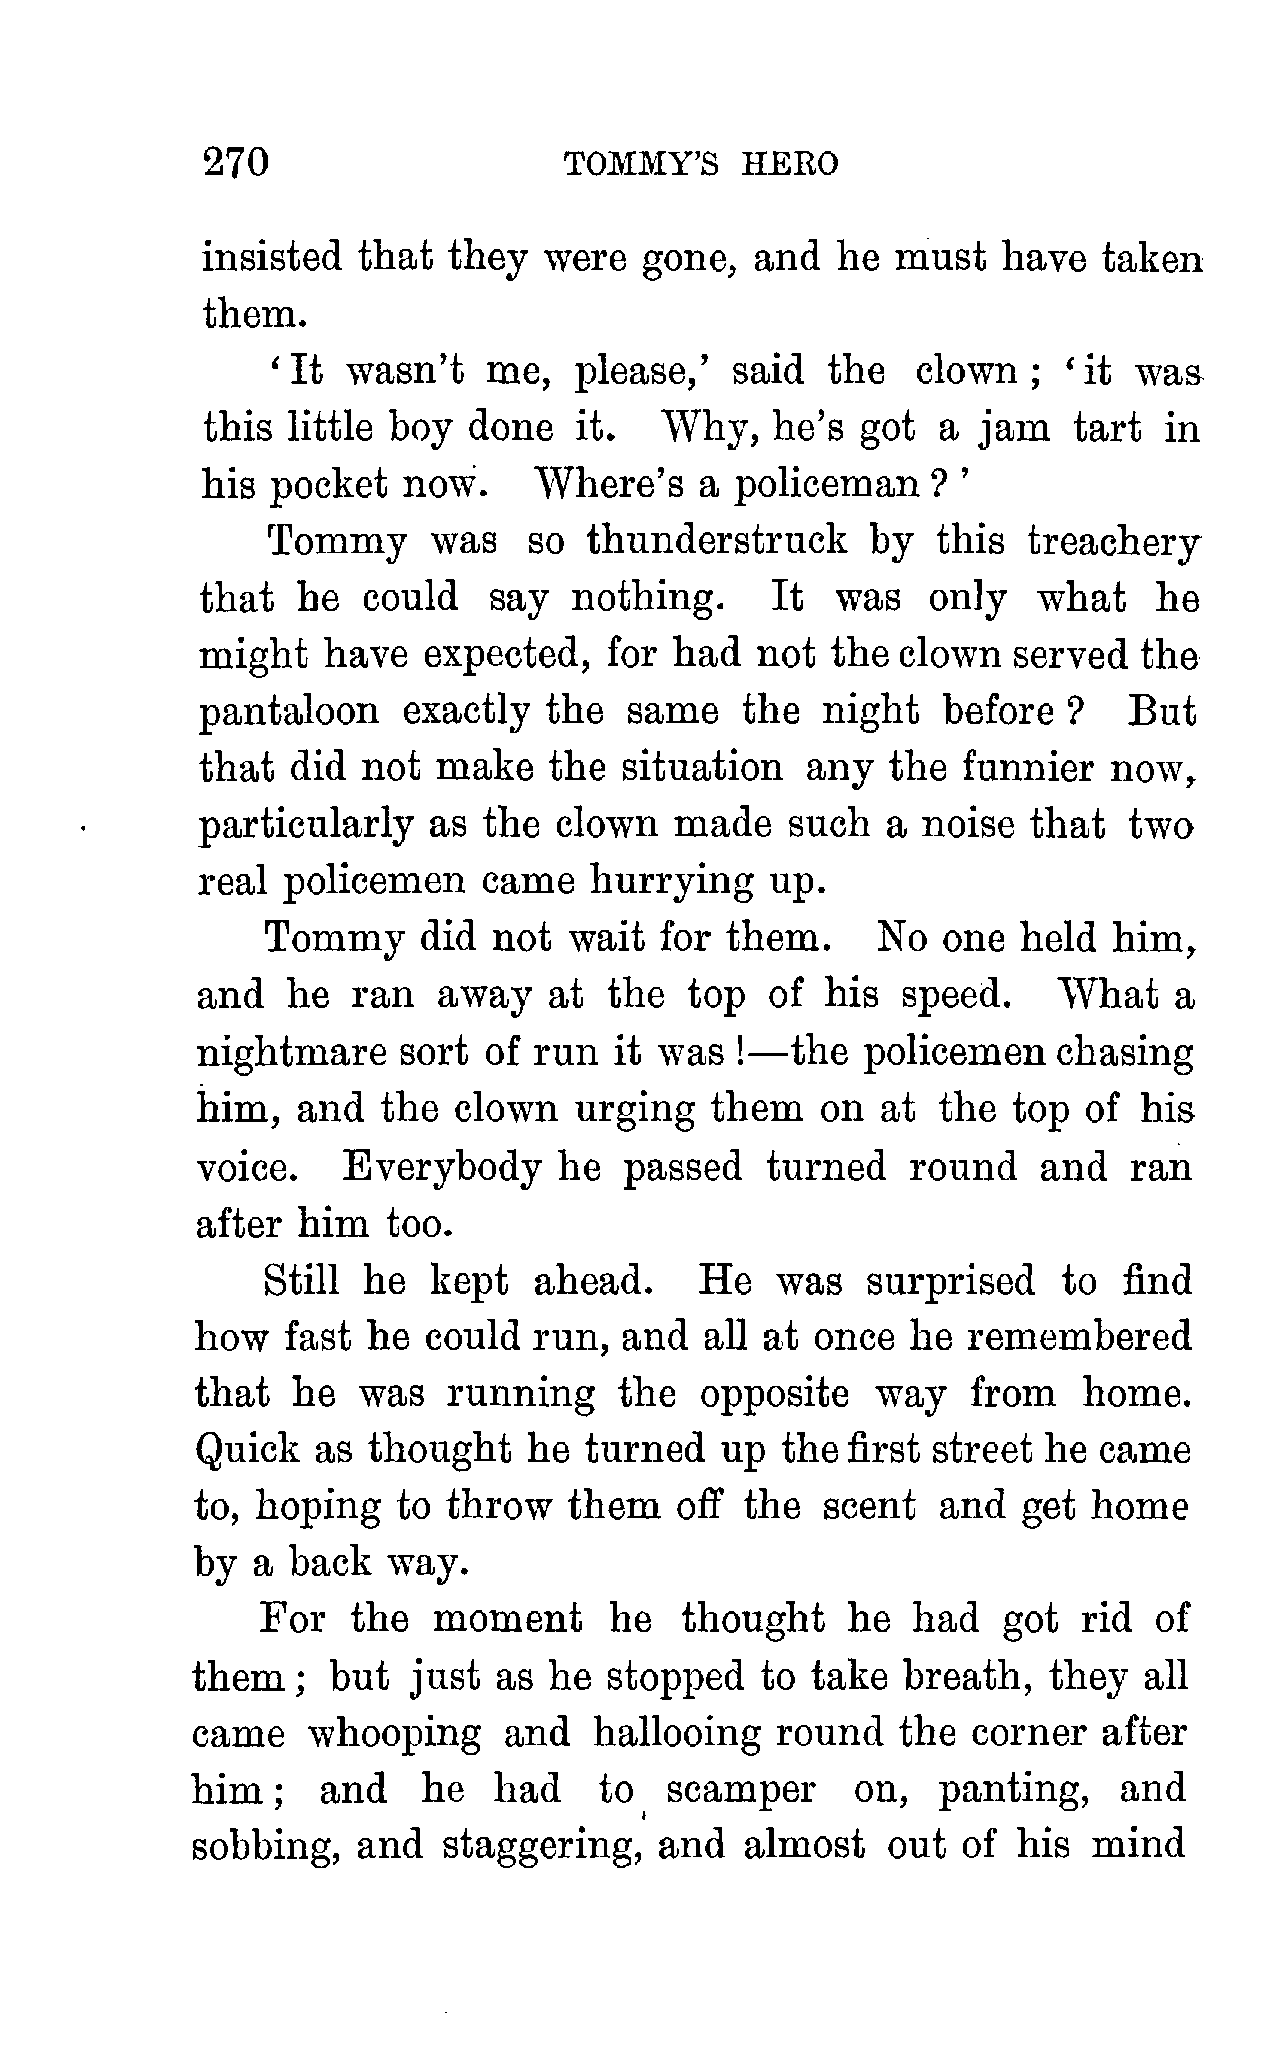 270 TOMMY'S HERO
insisted that they were gone, and he must have taken
them.
‘It wasn’t me, please,’ said the clown; ‘it was
this little boy done it. Why, he’s got a jam tart in
his pocket now. Where’s a policeman?’
Tommy was so thunderstruck by this treachery
that he could say nothing. It was only what he
might have expected, for had not the clown served the
pantaloon exactly the same the night before? But
that did not make the situation any the funnier now,
particularly as the clown made such a noise that two
real policemen came hurrying up.
Tommy did not wait for them. No one held him,
and he ran away at the top of his speed. What a
nightmare sort of run it was!—the policemen chasing
him, and the clown urging them on at the top of his
voice. Everybody he passed turned round and ran
after him too.
Still he kept ahead. He was surprised to find
how fast he could run, and all at once he remembered
that he was running the opposite way from home.
Quick as thought he turned up the first street he came
to, hoping to throw them off the scent and get home
by a back way.
For the moment he thought he had got rid of
them; but just as he stopped to take breath, they all
came whooping and hallooing round the corner after
him; and he had to scamper on, panting, and
sobbing, and staggering, and almost out of his mind